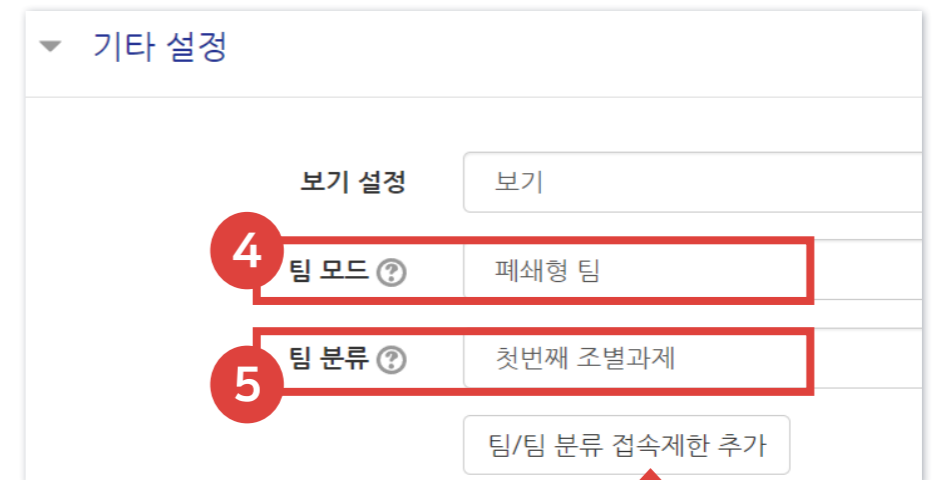 기타 설정
보기 설정 보기
4 팀 모드 폐쇄형 팀
5 팀 분류 첫번째 조별과제
팀/팀 분류 접속제한 추가